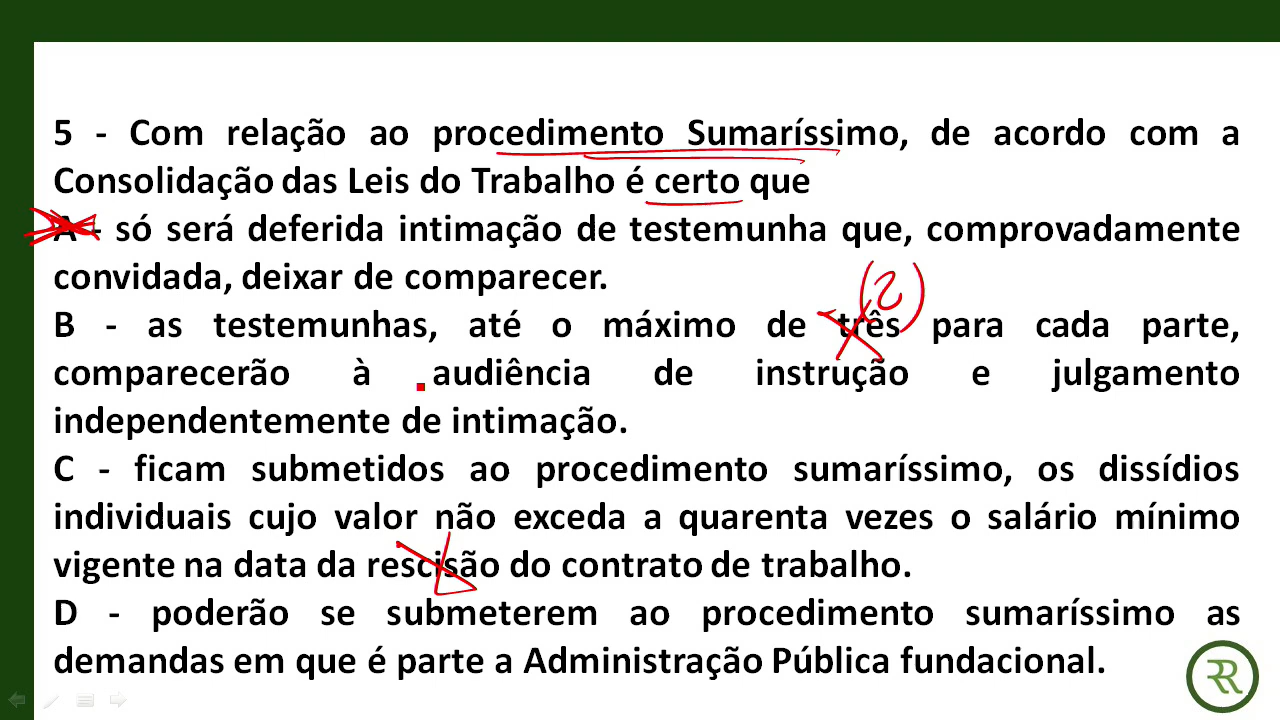 5 - Com relação ao procedimento Sumaríssimo, de acordo com a
Consolidação das Leis do Trabalho é certo que
A - só será deferida intimação de testemunha que, comprovadamente
convidada, deixar de comparecer.
(2)
B - as testemunhas, até o máximo de três para cada parte,
comparecerão à audiência de instrução e julgamento
independentemente de intimação.
C - ficam submetidos ao procedimento sumaríssimo, os dissídios
individuais cujo valor não exceda a quarenta vezes o salário mínimo
vigente na data da rescisão do contrato de trabalho.
D - poderão se submeterem ao procedimento sumaríssimo as
demandas em que é parte a Administração Pública fundacional.